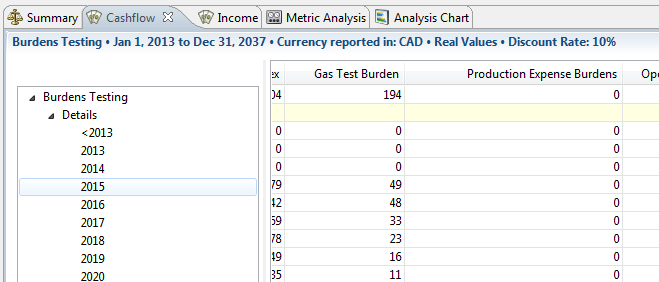 Summary Cashflow Income Metric Analysis Analysis Chart
Burdens Testing • Jan 1, 2013 to Dec 31, 2037 • Currency reported in: CAD • Real Values • Discount Rate: 10%
ex Gas Test Burden Production Expense Burdens Ope
Burdens Testing 04 194 0
Details
<2013 0 0 0
2013 0 0 0
2014 0 0 0
2015 79 49 0
2016 42 48 0
2017 69 33 0
2018 78 23 0
2019 49 16 0
2020 35 11 0